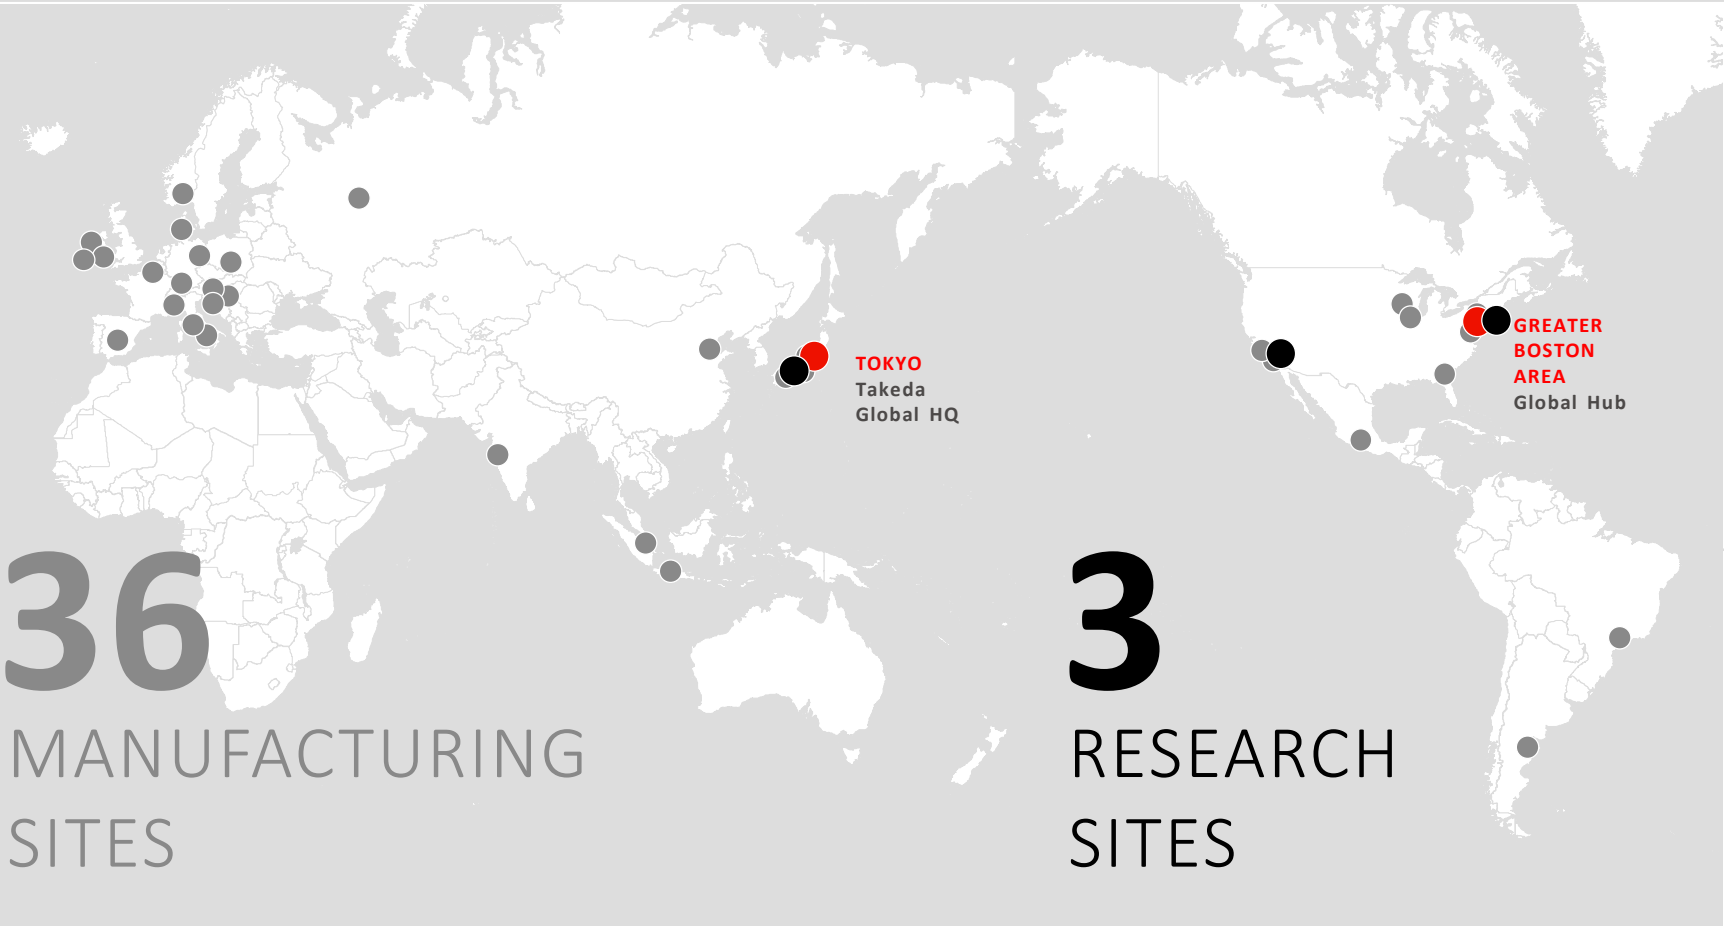 TOKYO
Takeda
Global HQ
GREATER
BOSTON
AREA
Global Hub
36
MANUFACTURING
SITES
3
RESEARCH
SITES